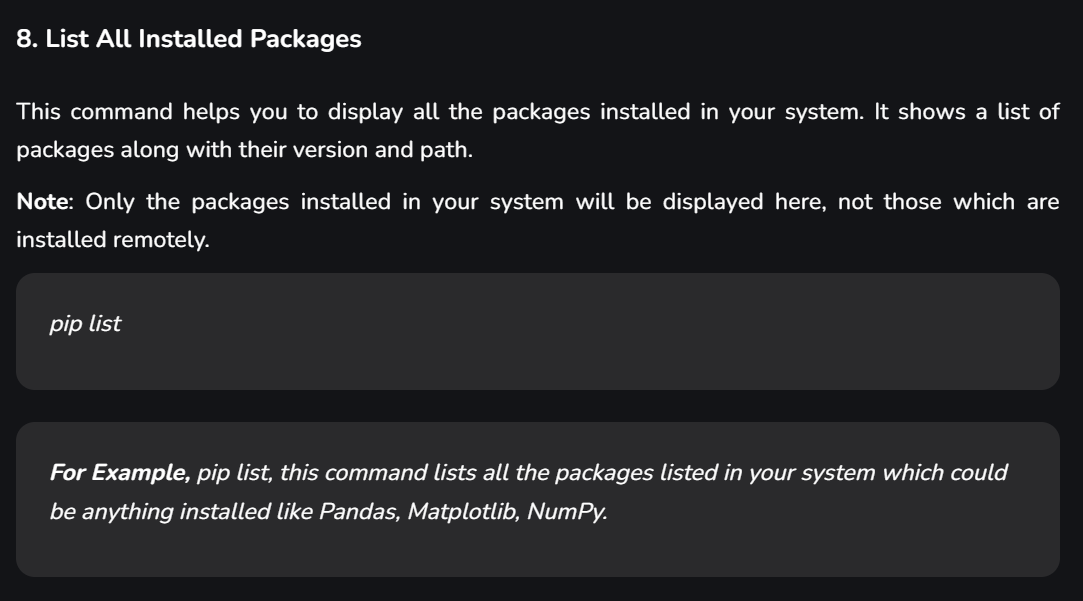 8. List All Installed Packages
This command helps you to display all the packages installed in your system. It shows a list of
packages along with their version and path.
Note: Only the packages installed in your system will be displayed here, not those which are
installed remotely.
pip list
For Example, pip list, this command lists all the packages listed in your system which could
be anything installed like Pandas, Matplotlib, NumPy.